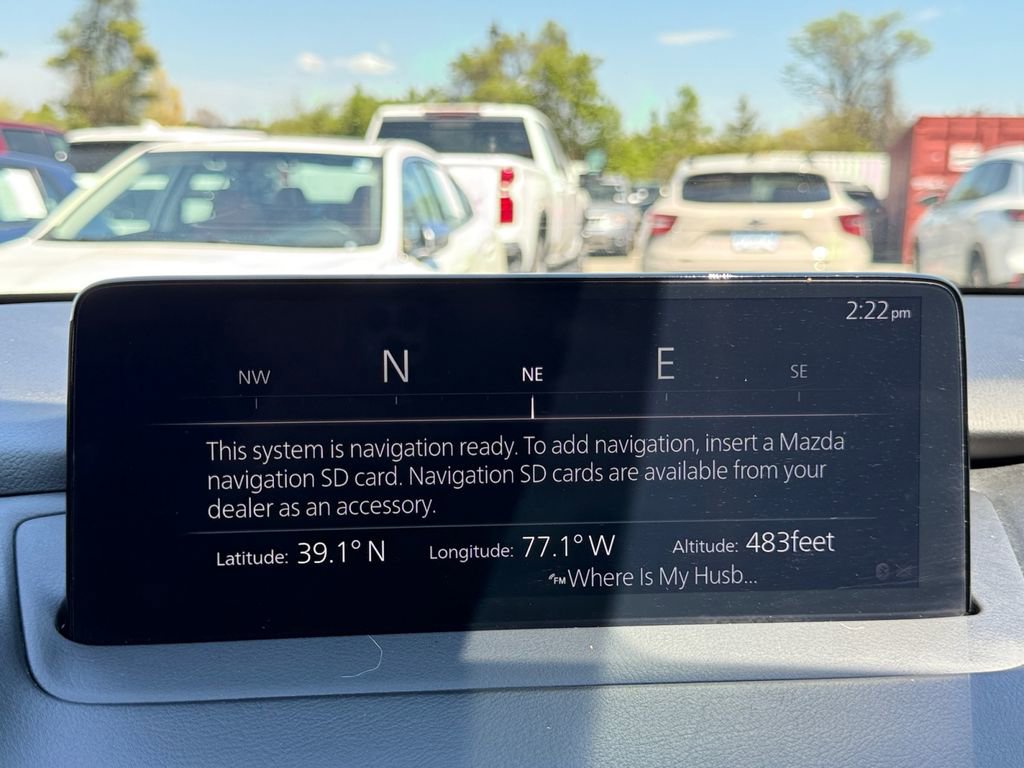 2:22pm
NW N NE E SE
This system is navigation ready. To add navigation, insert a Mazda
navigation SD card. Navigation SD cards are available from your
dealer as an accessory.
Latitude: 39.1° N Longitude: 77.1° W Altitude: 483feet
FM Where Is My Husb...